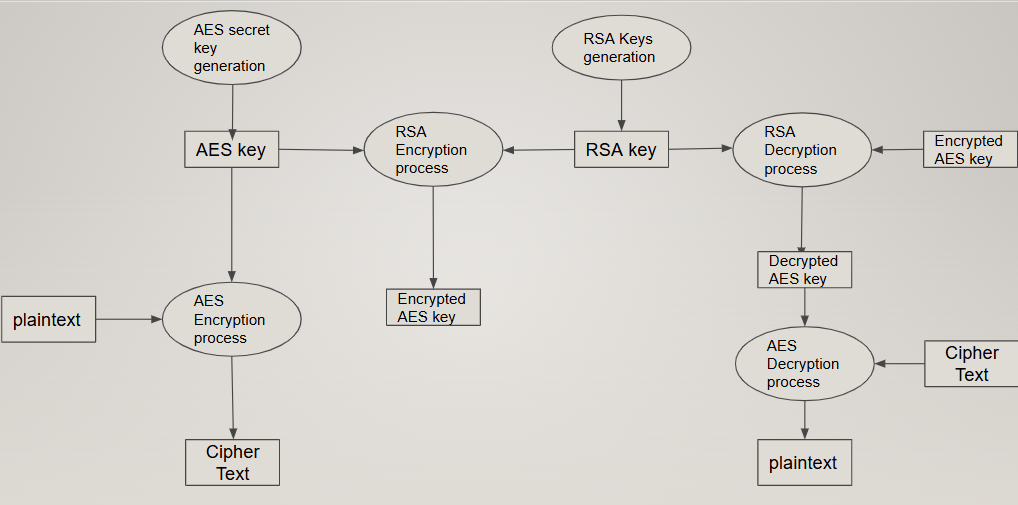 AES secret
key
generation
RSA Keys
generation
AES key
RSA
Encryption
process
RSA key
RSA
Decryption
process
Encrypted
AES key
Decrypted
AES key
plaintext
AES
Encryption
process
Encrypted
AES key
AES
Decryption
process
Cipher
Text
Cipher
Text
plaintext